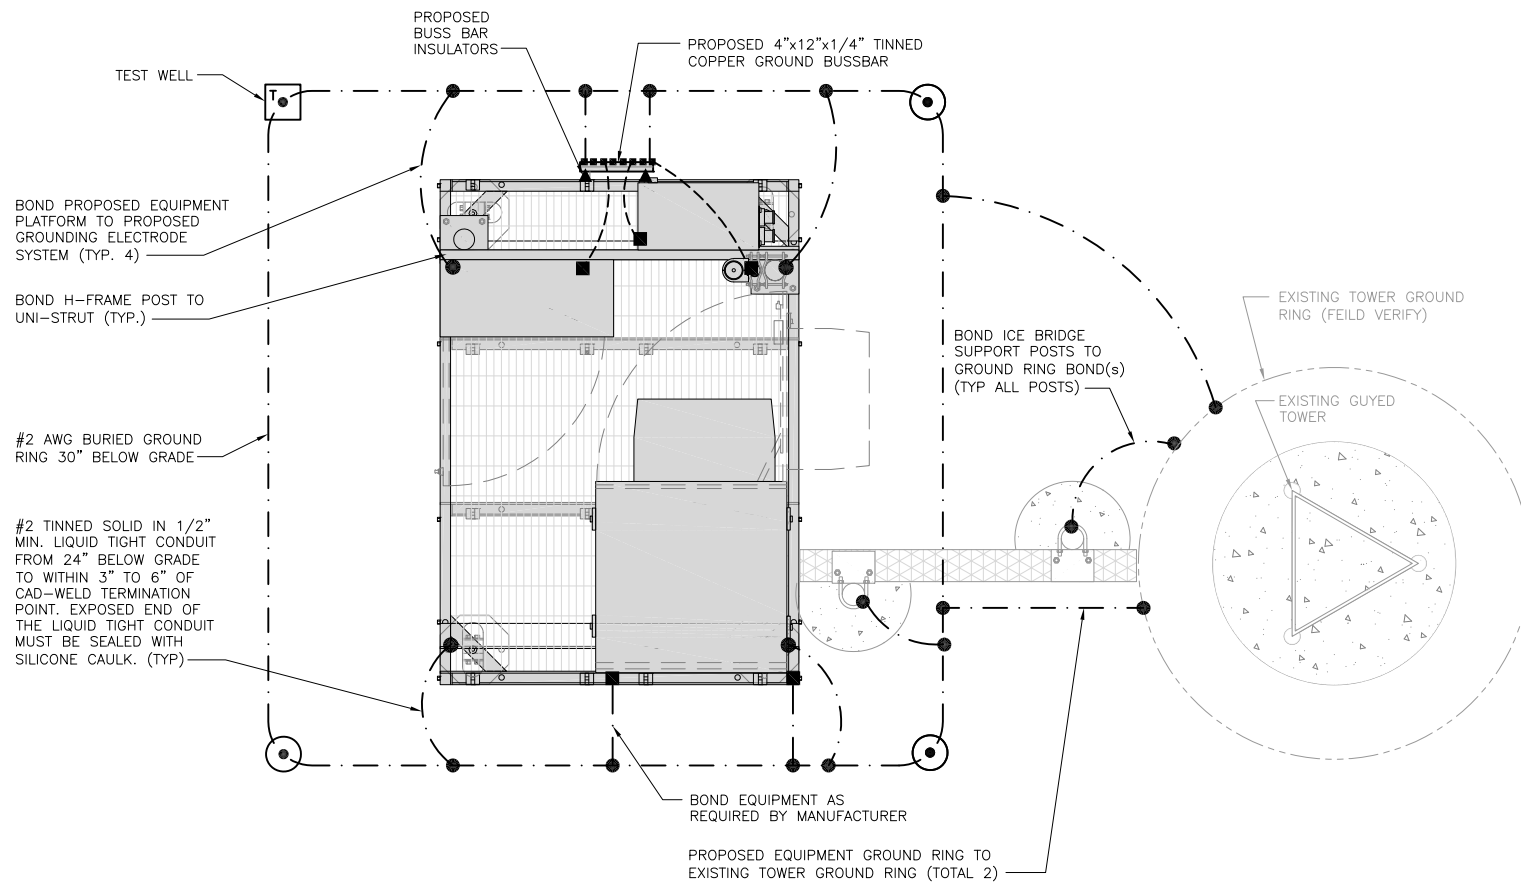 PROPOSED
BUSS BAR
INSULATORS
PROPOSED 4"x12"x1/4" TINNED
COPPER GROUND BUSSBAR
TEST WELL
T
BOND PROPOSED EQUIPMENT
PLATFORM TO PROPOSED
GROUNDING ELECTRODE
SYSTEM (TYP. 4)
BOND H-FRAME POST TO
UNI-STRUT (TYP.)
EXISTING TOWER GROUND
RING (FEILD VERIFY)
BOND ICE BRIDGE
SUPPORT POSTS TO
GROUND RING BOND(s)
(TYP ALL POSTS)
EXISTING GUYED
TOWER
#2 AWG BURIED GROUND
RING 30" BELOW GRADE
#2 TINNED SOLID IN 1/2"
MIN. LIQUID TIGHT CONDUIT
FROM 24" BELOW GRADE
TO WITHIN 3" TO 6" OF
CAD-WELD TERMINATION
POINT. EXPOSED END OF
THE LIQUID TIGHT CONDUIT
MUST BE SEALED WITH
SILICONE CAULK. (TYP)
BOND EQUIPMENT AS
REQUIRED BY MANUFACTURER
PROPOSED EQUIPMENT GROUND RING TO
EXISTING TOWER GROUND RING (TOTAL 2)